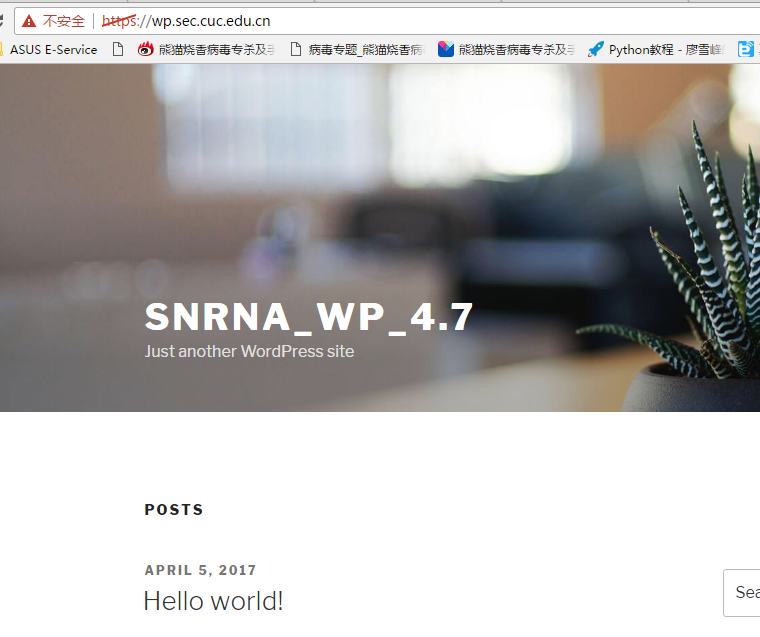 不安全 https://wp.sec.cuc.edu.cn
ASUS E-Service 熊猫烧香病毒专杀及手 病毒专题_熊猫烧香病 熊猫烧香病毒专杀及手 Python教程 - 廖雪峰
SNRNA_WP_4.7
Just another WordPress site
POSTS
APRIL 5, 2017
Hello world!
Sea